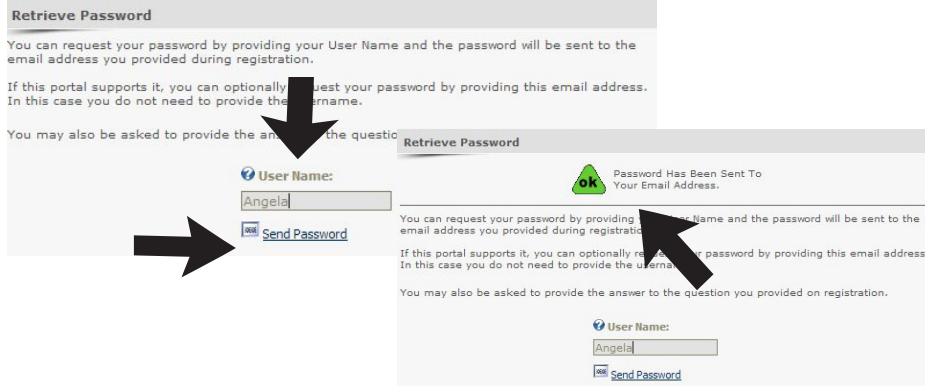 Retrieve Password
You can request your password by providing your User Name and the password will be sent to the
email address you provided during registration.
If this portal supports it, you can optionally uest your password by providing this email address.
In this case you do not need to provide the ername.
You may also be asked to provide the an the questio
User Name:
Angela
Send Password
Retrieve Password
ok
Password Has Been Sent To
Your Email Address.
You can request your password by providing Name and the password will be sent to the
email address you provided during registratio
If this portal supports it, you can optionally re password by providing this email address
In this case you do not need to provide the userna
You may also be asked to provide the answer to the question you provided on registration.
User Name:
Angela
Send Password